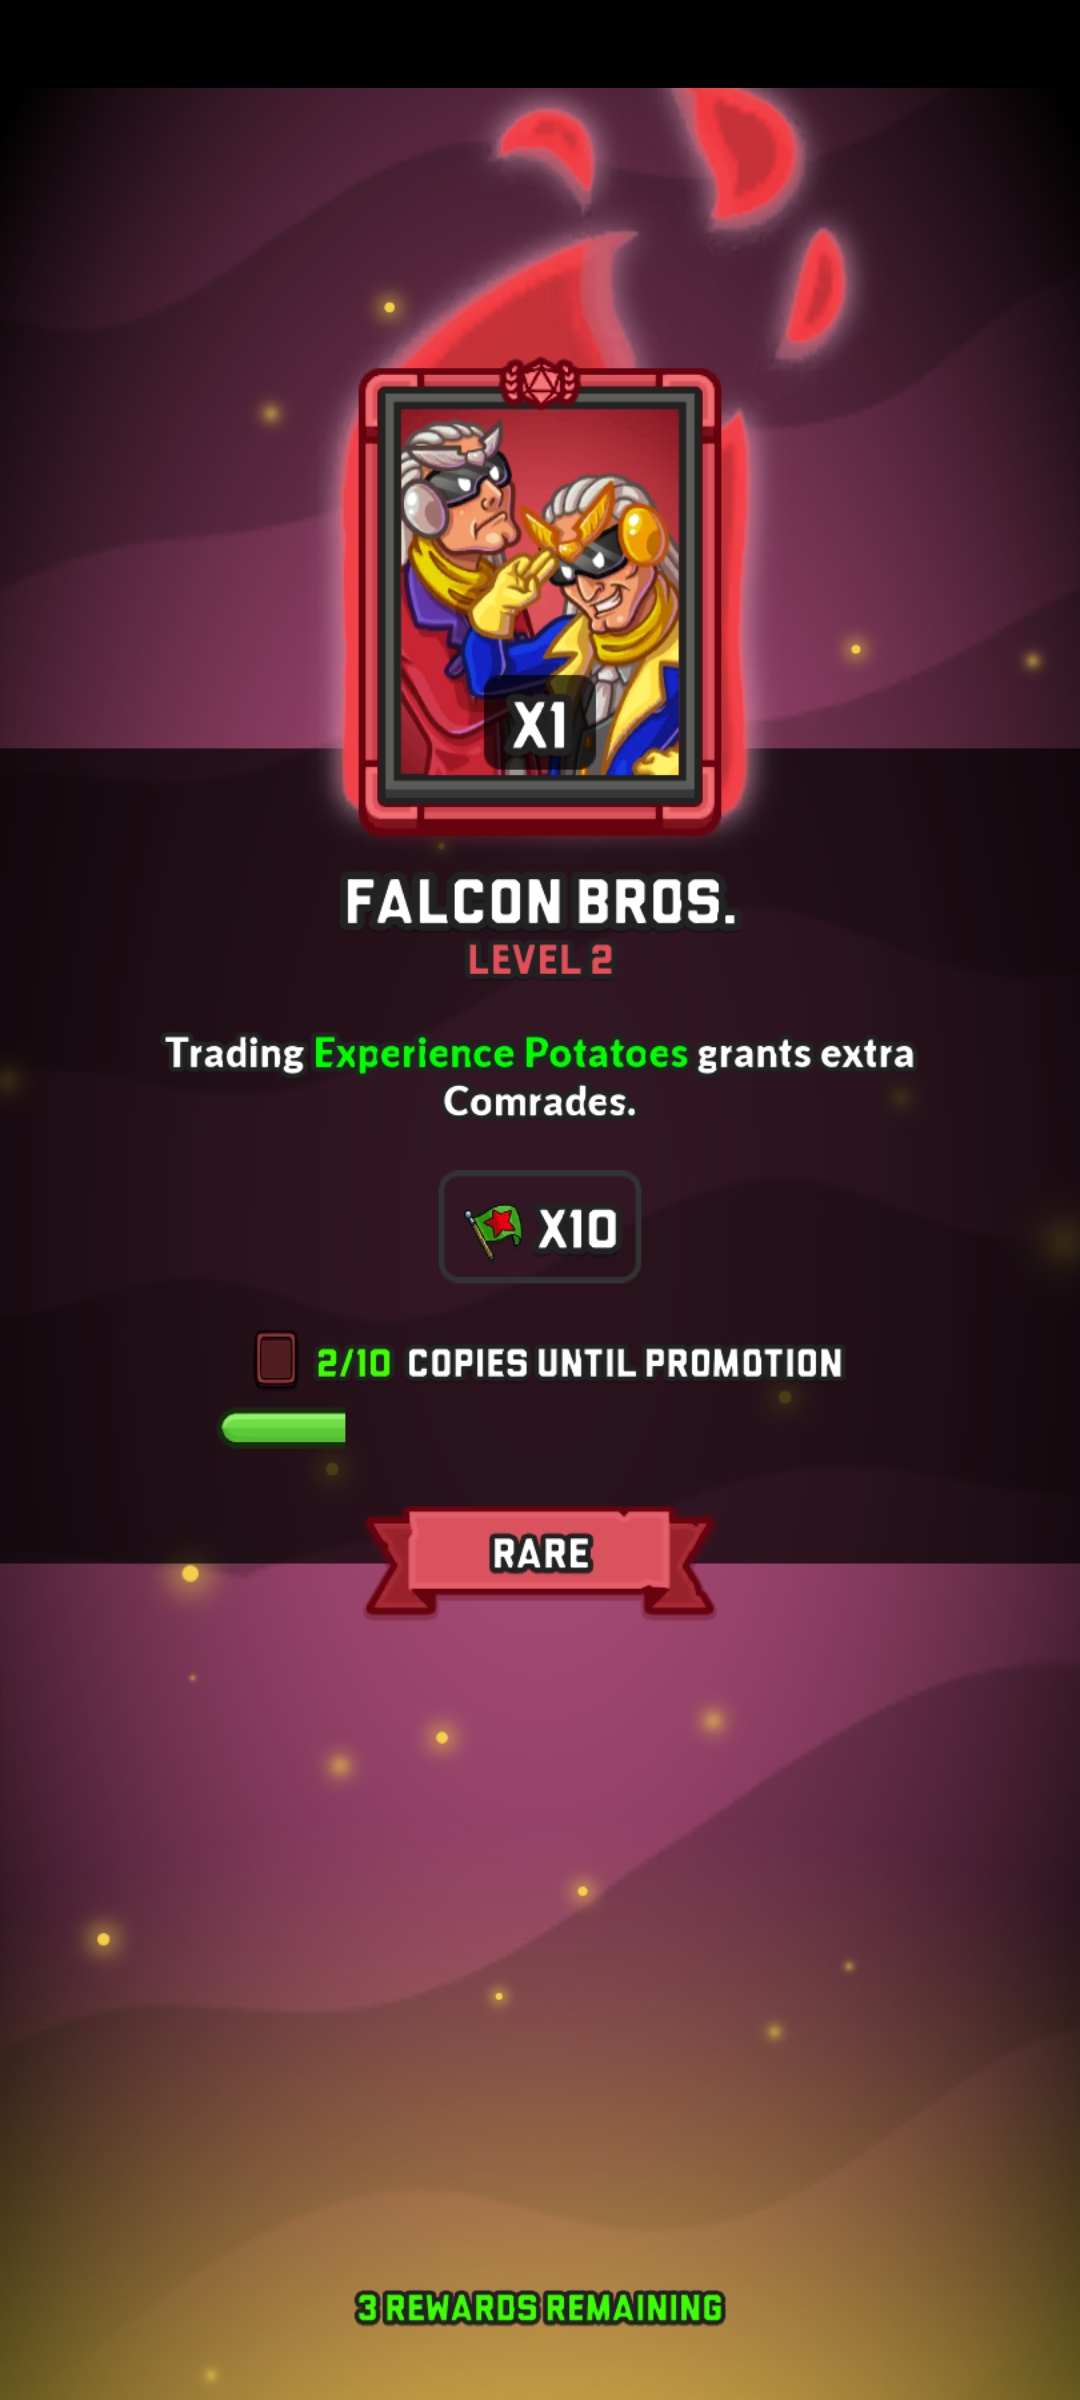 X1
FALCON BROS.
LEVEL 2
Trading Experience Potatoes grants extra
Comrades.
X10
2/10 COPIES UNTIL PROMOTION
RARE
3 REWARDS REMAINING